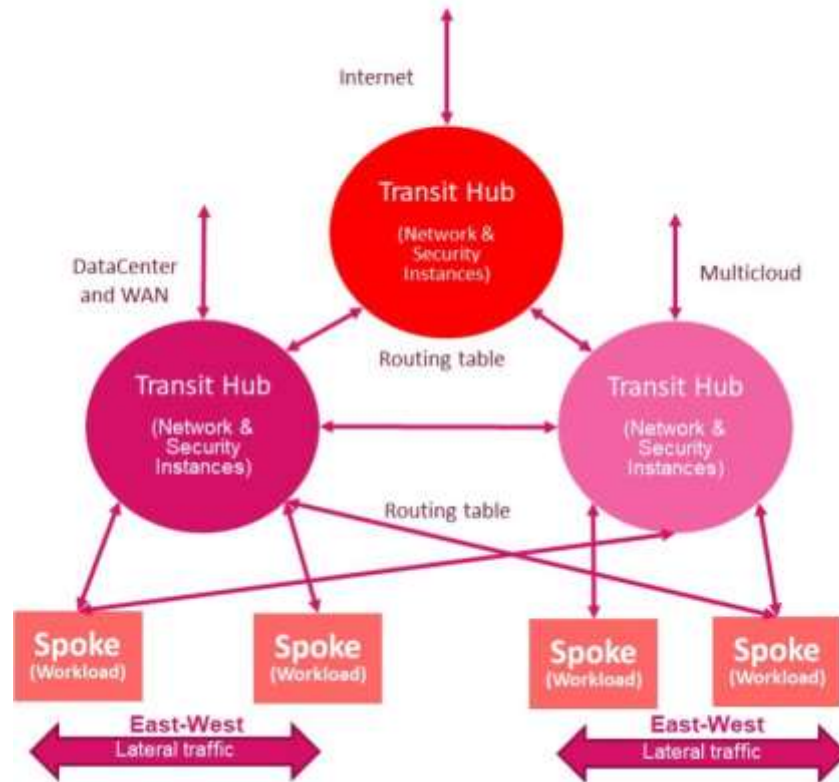 Internet
Transit Hub
(Network &
Security
Instances)
DataCenter
and WAN
Multicloud
Routing table
Transit Hub
(Network &
Security
Instances)
Transit Hub
(Network &
Security
Instances)
Routing table
Spoke
(Workload)
Spoke
(Workload)
Spoke
(Workload)
Spoke
(Workload)
East-West
Lateral traffic
East-West
Lateral traffic